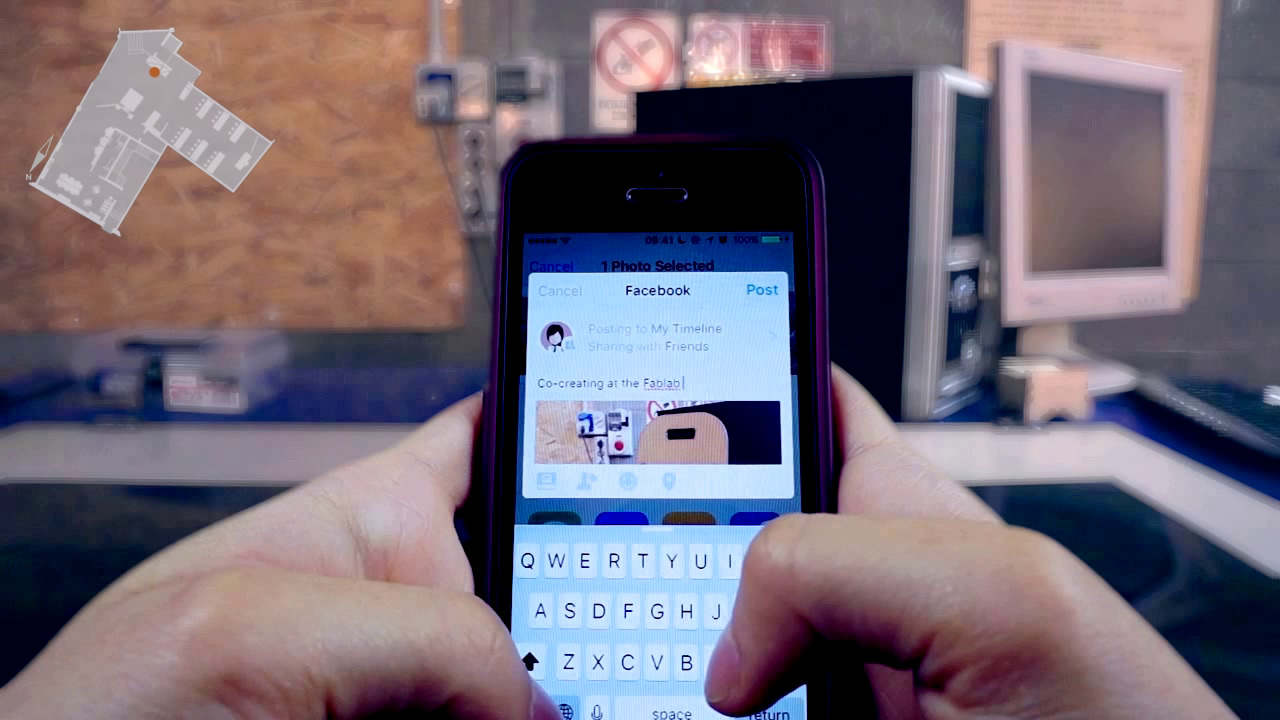 N
09:41 100%
Cancel 1 Photo Selected
Cancel Facebook Post
Posting to My Timeline
Sharing with Friends
Co-creating at the Fablab
Q W E R T Y U I
A S D F G H J
Z X C V B
space return